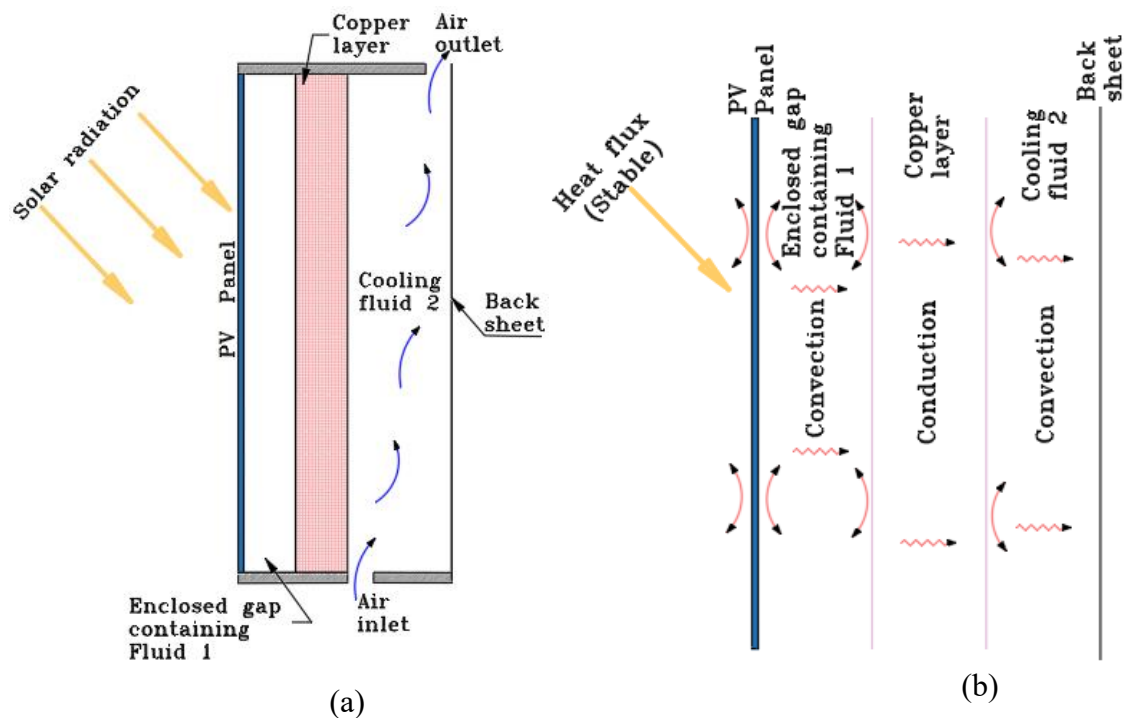 Copper
layer
Air
outlet
Solar radiation
PV Panel
Cooling
fluid 2
Back
sheet
Enclosed gap
containing
Fluid 1
Air
inlet
(a)
Heat flux
(Stable)
PV
Panel
Enclosed gap
containing
Fluid 1
Copper
layer
Cooling
fluid 2
Back
sheet
Convection
Conduction
Convection
(b)